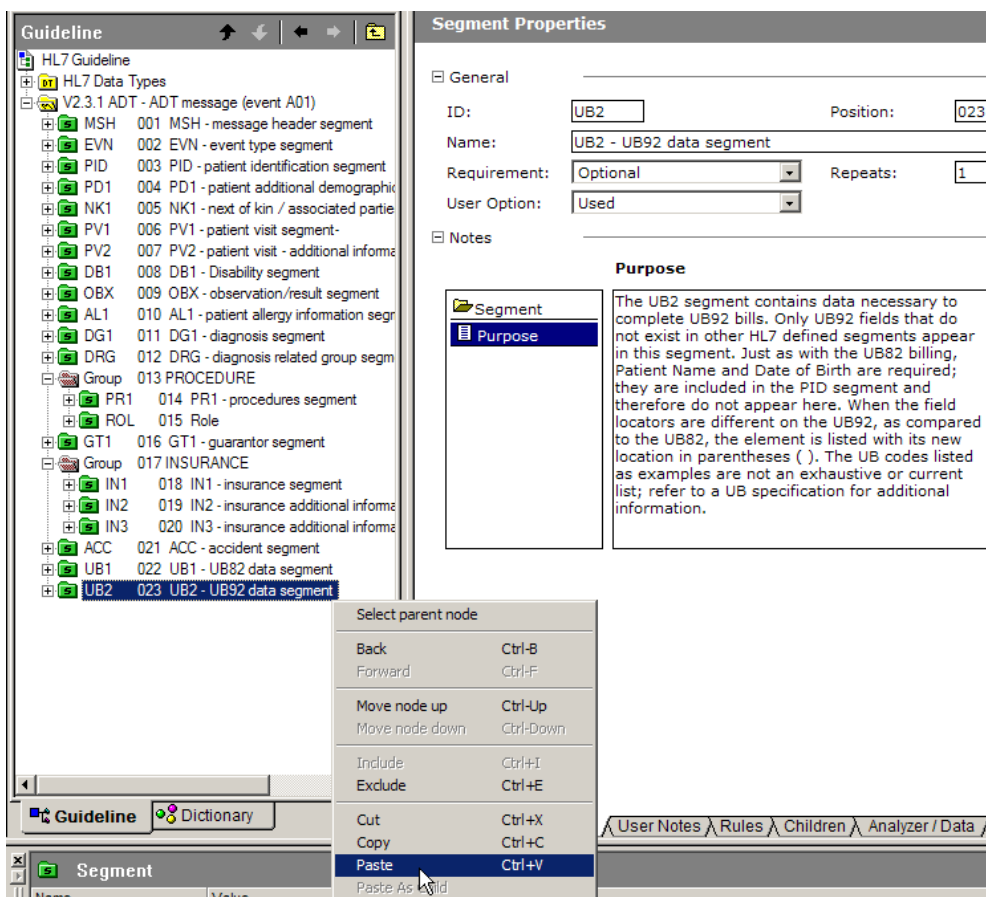 Guideline
HL7 Guideline
DT HL7 Data Types
V2.3.1 ADT - ADT message (event A01)
S MSH 001 MSH - message header segment
S EVN 002 EVN - event type segment
S PID 003 PID - patient identification segment
S PD1 004 PD1 - patient additional demographic
S NK1 005 NK1 - next of kin / associated partie
S PV1 006 PV1 - patient visit segment-
S PV2 007 PV2 - patient visit - additional informa
S DB1 008 DB1 - Disability segment
S OBX 009 OBX - observation/result segment
S AL1 010 AL1 - patient allergy information segr
S DG1 011 DG1 - diagnosis segment
S DRG 012 DRG - diagnosis related group segm
Group 013 PROCEDURE
S PR1 014 PR1 - procedures segment
S ROL 015 Role
S GT1 016 GT1 - guarantor segment
Group 017 INSURANCE
S IN1 018 IN1 - insurance segment
S IN2 019 IN2 - insurance additional informa
S IN3 020 IN3 - insurance additional informa
S ACC 021 ACC - accident segment
S UB1 022 UB1 - UB82 data segment
S UB2 023 UB2 - UB92 data segment
Guideline Dictionary
Segment Properties
General
ID: UB2 Position: 023
Name: UB2 - UB92 data segment
Requirement: Optional Repeats: 1
User Option: Used
Notes
Purpose
Segment
Purpose
The UB2 segment contains data necessary to
complete UB92 bills. Only UB92 fields that do
not exist in other HL7 defined segments appear
in this segment. Just as with the UB82 billing,
Patient Name and Date of Birth are required;
they are included in the PID segment and
therefore do not appear here. When the field
locators are different on the UB92, as compared
to the UB82, the element is listed with its new
location in parentheses ( ). The UB codes listed
as examples are not an exhaustive or current
list; refer to a UB specification for additional
information.
Select parent node
Back Ctrl-B
Forward Ctrl-F
Move node up Ctrl-Up
Move node down Ctrl-Down
Include Ctrl+I
Exclude Ctrl+E
Cut Ctrl+X
Copy Ctrl+C
Paste Ctrl+V
Paste As
User Notes Rules Children Analyzer / Data
S Segment
Name Value